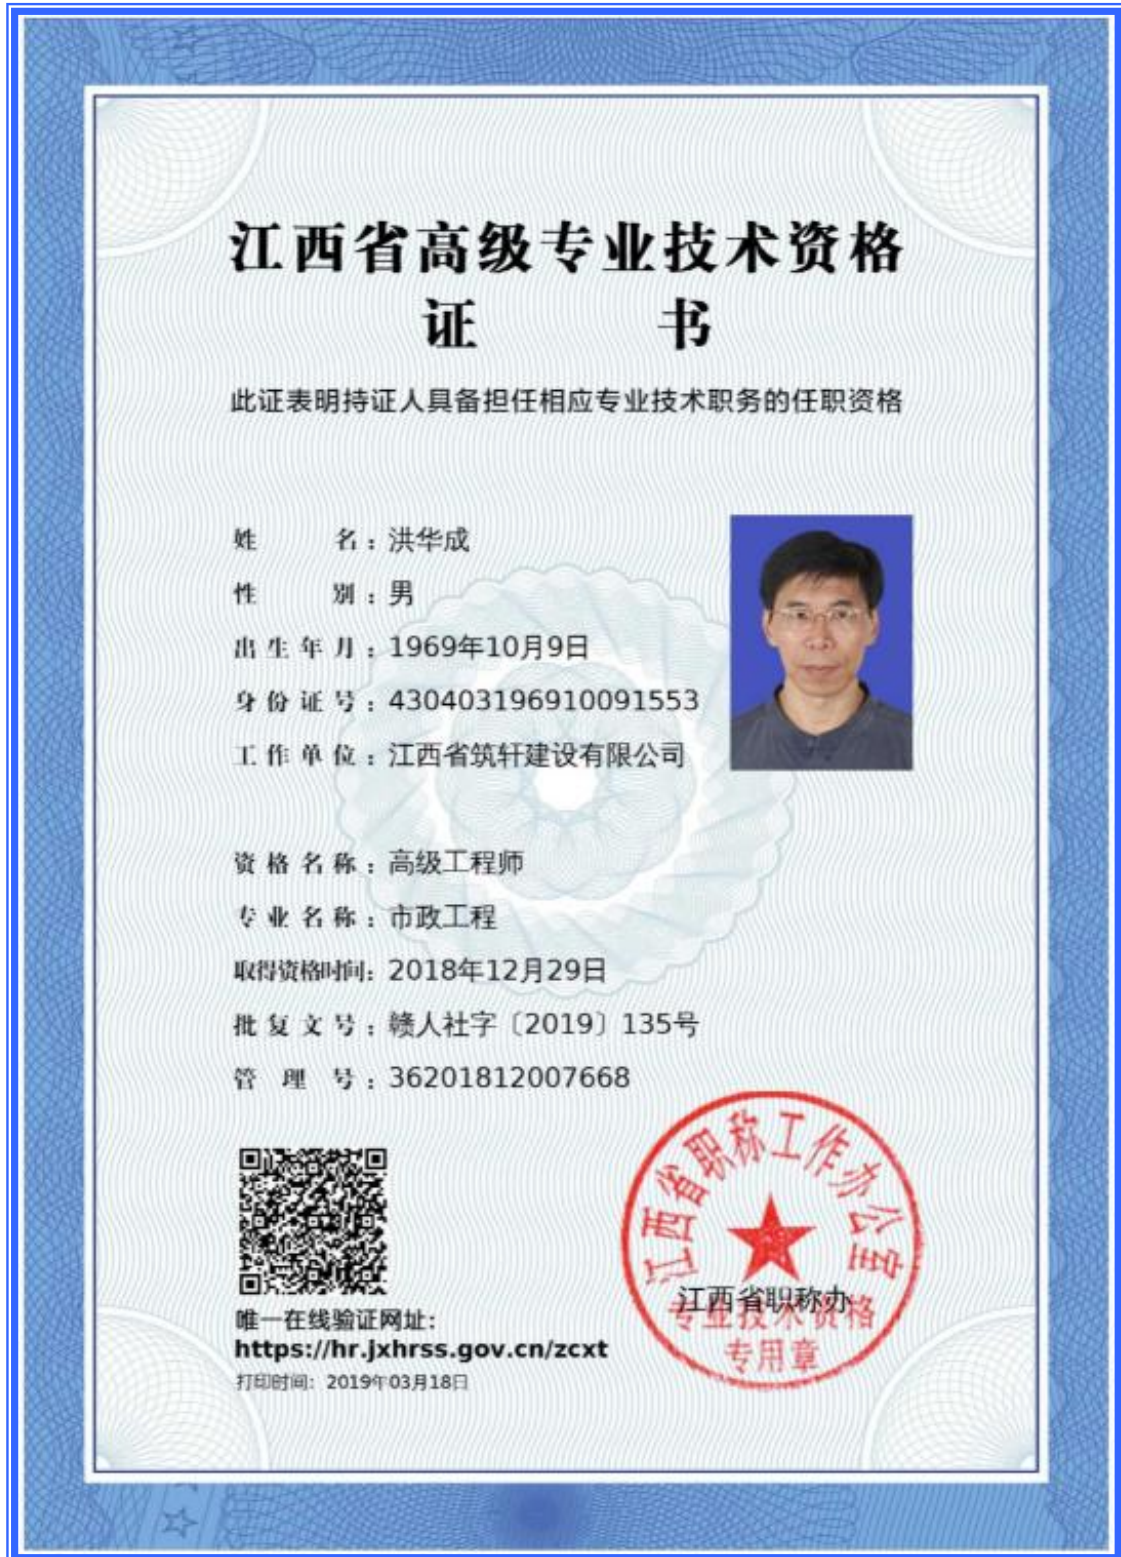 江西省高级专业技术资格
证 书
此证表明持证人具备担任相应专业技术职务的任职资格
姓 名：洪华成
性 别：男
出生年月：1969年10月9日
身份证号：430403196910091553
工作单位：江西省筑轩建设有限公司
资格名称：高级工程师
专业名称：市政工程
取得资格时间：2018年12月29日
批复文号：赣人社字〔2019〕135号
管 理 号：36201812007668
江西省职称工作办公室
江西省职称办
专业技术资格
专用章
唯一在线验证网址：
https://hr.jxhrss.gov.cn/zcxt
打印时间：2019年03月18日